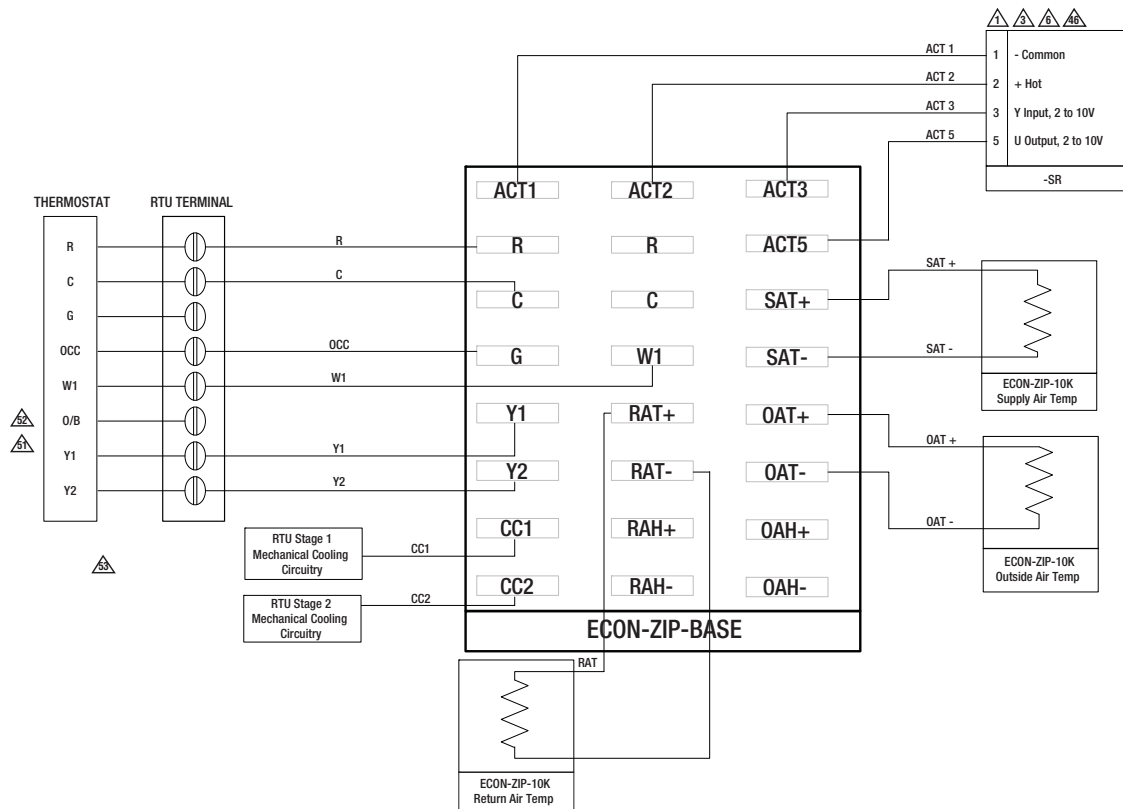 1 3 6 46
ACT 1
1 - Common
ACT 2
2 + Hot
ACT 3
3 Y Input, 2 to 10V
ACT 5
5 U Output, 2 to 10V
-SR
THERMOSTAT
RTU TERMINAL
R
C
G
OCC
W1
O/B
Y1
Y2
52
51
53
R
C
OCC
W1
Y1
Y2
CC1
CC2
RTU Stage 1
Mechanical Cooling
Circuitry
RTU Stage 2
Mechanical Cooling
Circuitry
ACT1 ACT2 ACT3
R R ACT5
C C SAT+
G W1 SAT-
Y1 RAT+ OAT+
Y2 RAT- OAT-
CC1 RAH+ OAH+
CC2 RAH- OAH-
ECON-ZIP-BASE
SAT +
SAT -
ECON-ZIP-10K
Supply Air Temp
OAT +
OAT -
ECON-ZIP-10K
Outside Air Temp
RAT
ECON-ZIP-10K
Return Air Temp